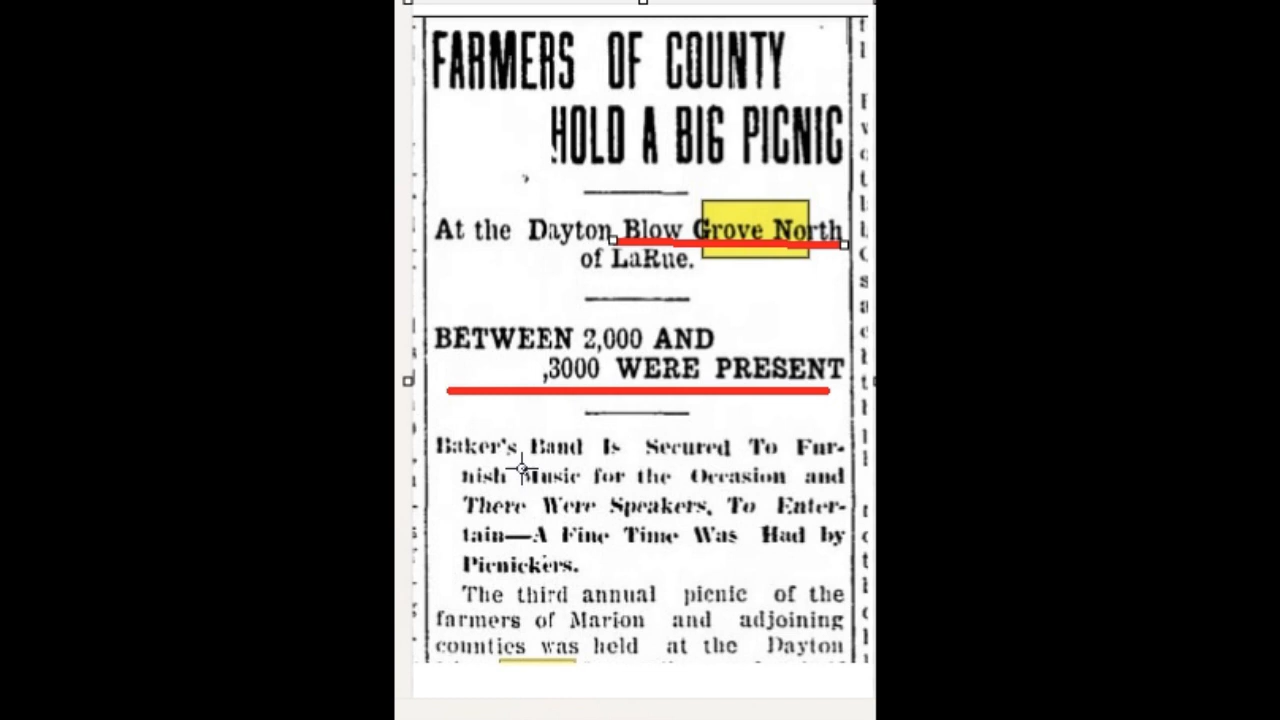 FARMERS OF COUNTY
HOLD A BIG PICNIC
At the Dayton Blow Grove North
of LaRue.
BETWEEN 2,000 AND
,3000 WERE PRESENT
Baker's Band Is Secured To Fur-
nish Music for the Occasion and
There Were Speakers, To Enter-
tain—A Fine Time Was Had by
Picnickers.
The third annual picnic of the
farmers of Marion and adjoining
counties was held at the Dayton